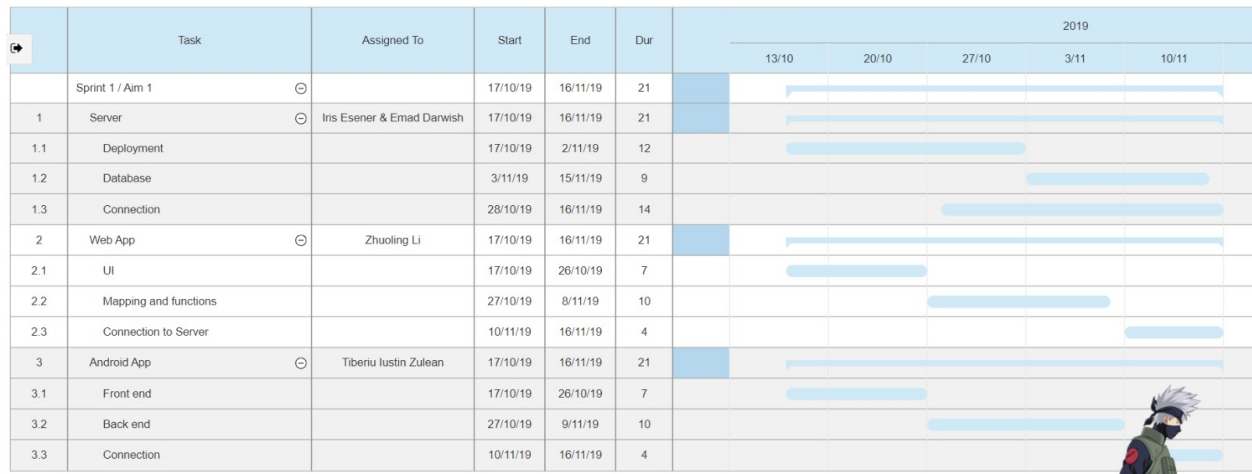 2019
Task Assigned To Start End Dur
13/10 20/10 27/10 3/11 10/11
Sprint 1 / Aim 1 17/10/19 16/11/19 21
1 Server Iris Esener & Emad Darwish 17/10/19 16/11/19 21
1.1 Deployment 17/10/19 2/11/19 12
1.2 Database 3/11/19 15/11/19 9
1.3 Connection 28/10/19 16/11/19 14
2 Web App Zhuoling Li 17/10/19 16/11/19 21
2.1 UI 17/10/19 26/10/19 7
2.2 Mapping and functions 27/10/19 8/11/19 10
2.3 Connection to Server 10/11/19 16/11/19 4
3 Android App Tiberiu Iustin Zulean 17/10/19 16/11/19 21
3.1 Front end 17/10/19 26/10/19 7
3.2 Back end 27/10/19 9/11/19 10
3.3 Connection 10/11/19 16/11/19 4